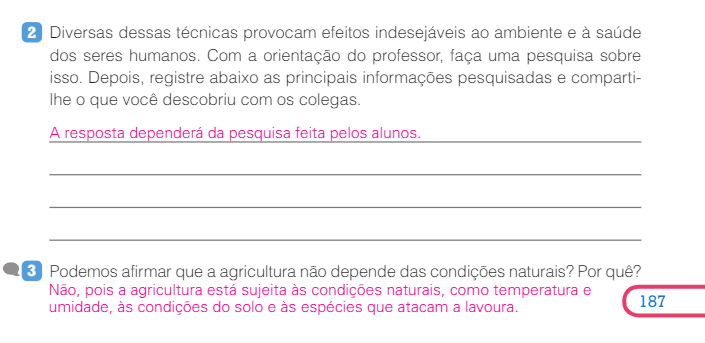 2 Diversas dessas técnicas provocam efeitos indesejáveis ao ambiente e à saúde
dos seres humanos. Com a orientação do professor, faça uma pesquisa sobre
isso. Depois, registre abaixo as principais informações pesquisadas e comparti-
lhe o que você descobriu com os colegas.
A resposta dependerá da pesquisa feita pelos alunos.
3 Podemos afirmar que a agricultura não depende das condições naturais? Por quê?
Não, pois a agricultura está sujeita às condições naturais, como temperatura e
umidade, às condições do solo e às espécies que atacam a lavoura.
187